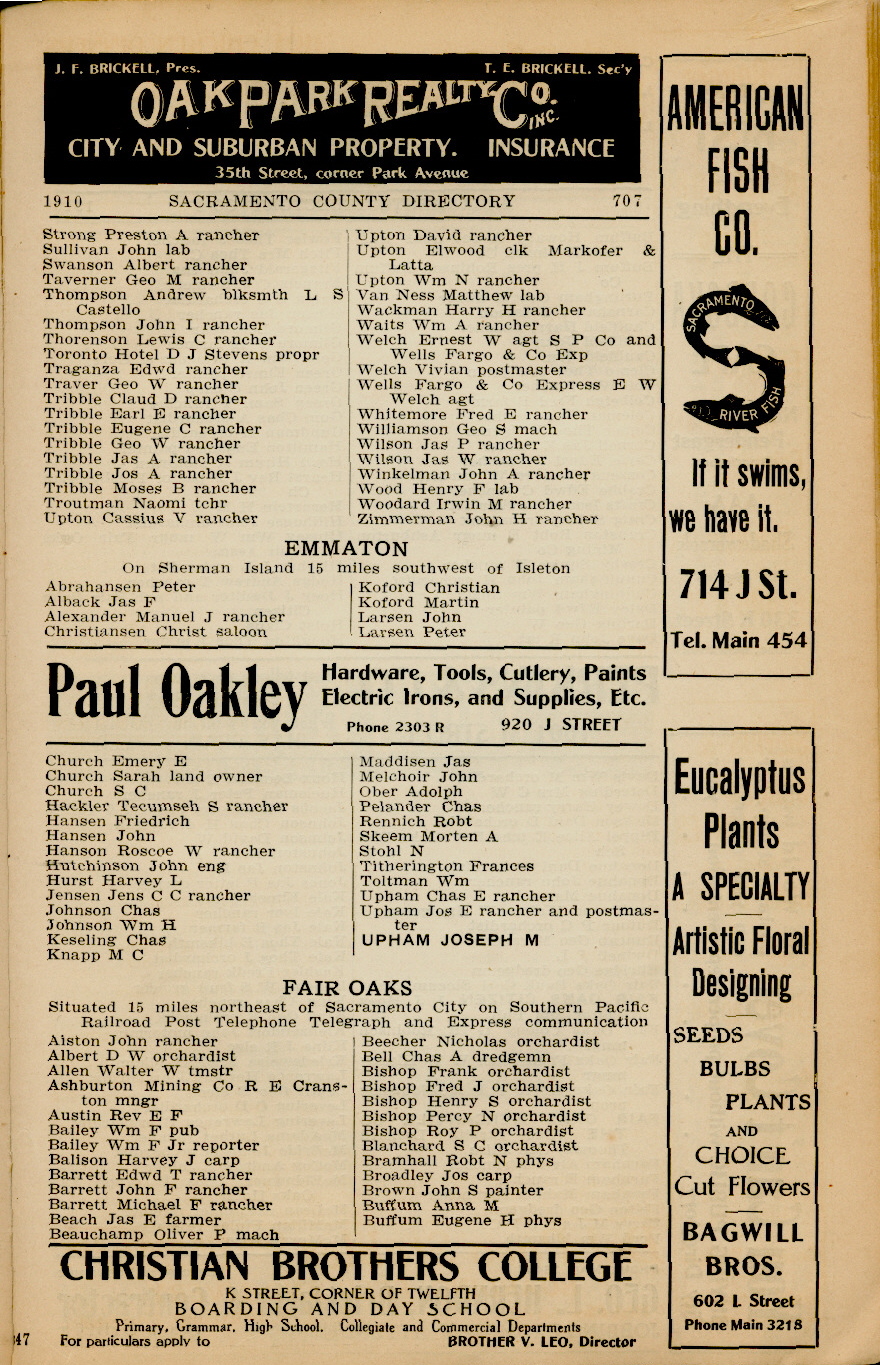 J. F. BRICKELL, Pres. T. E. BRICKELL. Sec'y
OAK PARK REALTY CO. INC.
CITY AND SUBURBAN PROPERTY. INSURANCE
35th Street, corner Park Avenue
1910 SACRAMENTO COUNTY DIRECTORY 707
Strong Preston A rancher
Sullivan John lab
Swanson Albert rancher
Taverner Geo M rancher
Thompson Andrew blksmth L S
Castello
Thompson John I rancher
Thorenson Lewis C rancher
Toronto Hotel D J Stevens propr
Traganza Edwd rancher
Traver Geo W rancher
Tribble Claud D rancher
Tribble Earl E rancher
Tribble Eugene C rancher
Tribble Geo W rancher
Tribble Jas A rancher
Tribble Jos A rancher
Tribble Moses B rancher
Troutman Naomi tchr
Upton Cassius V rancher
Upton David rancher
Upton Elwood clk Markofer &
Latta
Upton Wm N rancher
Van Ness Matthew lab
Wackman Harry H rancher
Waits Wm A rancher
Welch Ernest W agt S P Co and
Wells Fargo & Co Exp
Welch Vivian postmaster
Wells Fargo & Co Express E W
Welch agt
Whitemore Fred E rancher
Williamson Geo S mach
Wilson Jas P rancher
Wilson Jas W rancher
Winkelman John A rancher
Wood Henry F lab
Woodard Irwin M rancher
Zimmerman John H rancher
EMMATON
On Sherman Island 15 miles southwest of Isleton
Abrahansen Peter
Alback Jas F
Alexander Manuel J rancher
Christiansen Christ saloon
Koford Christian
Koford Martin
Larsen John
Larsen Peter
Paul Oakley
Hardware, Tools, Cutlery, Paints
Electric Irons, and Supplies, Etc.
Phone 2303 R 920 J STREET
Church Emery E
Church Sarah land owner
Church S C
Hackler Tecumseh S rancher
Hansen Friedrich
Hansen John
Hanson Roscoe W rancher
Hutchinson John eng
Hurst Harvey L
Jensen Jens C C rancher
Johnson Chas
Johnson Wm H
Keseling Chas
Knapp M C
Maddisen Jas
Melchoir John
Ober Adolph
Pelander Chas
Rennich Robt
Skeem Morten A
Stohl N
Titherington Frances
Toltman Wm
Upham Chas E rancher
Upham Jos E rancher and postmas-
ter
UPHAM JOSEPH M
FAIR OAKS
Situated 15 miles northeast of Sacramento City on Southern Pacific
Railroad Post Telephone Telegraph and Express communication
Aiston John rancher
Albert D W orchardist
Allen Walter W tmstr
Ashburton Mining Co R E Crans-
ton mngr
Austin Rev E F
Bailey Wm F pub
Bailey Wm F Jr reporter
Balison Harvey J carp
Barrett Edwd T rancher
Barrett John F rancher
Barrett Michael F rancher
Beach Jas E farmer
Beauchamp Oliver P mach
Beecher Nicholas orchardist
Bell Chas A dredgemn
Bishop Frank orchardist
Bishop Fred J orchardist
Bishop Henry S orchardist
Bishop Percy N orchardist
Bishop Roy P orchardist
Blanchard S C orchardist
Bramhall Robt N phys
Broadley Jos carp
Brown John S painter
Buffum Anna M
Buffum Eugene H phys
CHRISTIAN BROTHERS COLLEGE
K STREET, CORNER OF TWELFTH
BOARDING AND DAY SCHOOL
Primary, Grammar, High School, Collegiate and Commercial Departments
For particulars apply to BROTHER V. LEO, Director
47
AMERICAN
FISH
CO.
SACRAMENTO
RIVER FISH
If it swims,
we have it.
714 J St.
Tel. Main 454
Eucalyptus
Plants
A SPECIALTY
Artistic Floral
Designing
SEEDS
BULBS
PLANTS
AND
CHOICE
Cut Flowers
BAGWILL
BROS.
602 L Street
Phone Main 3218